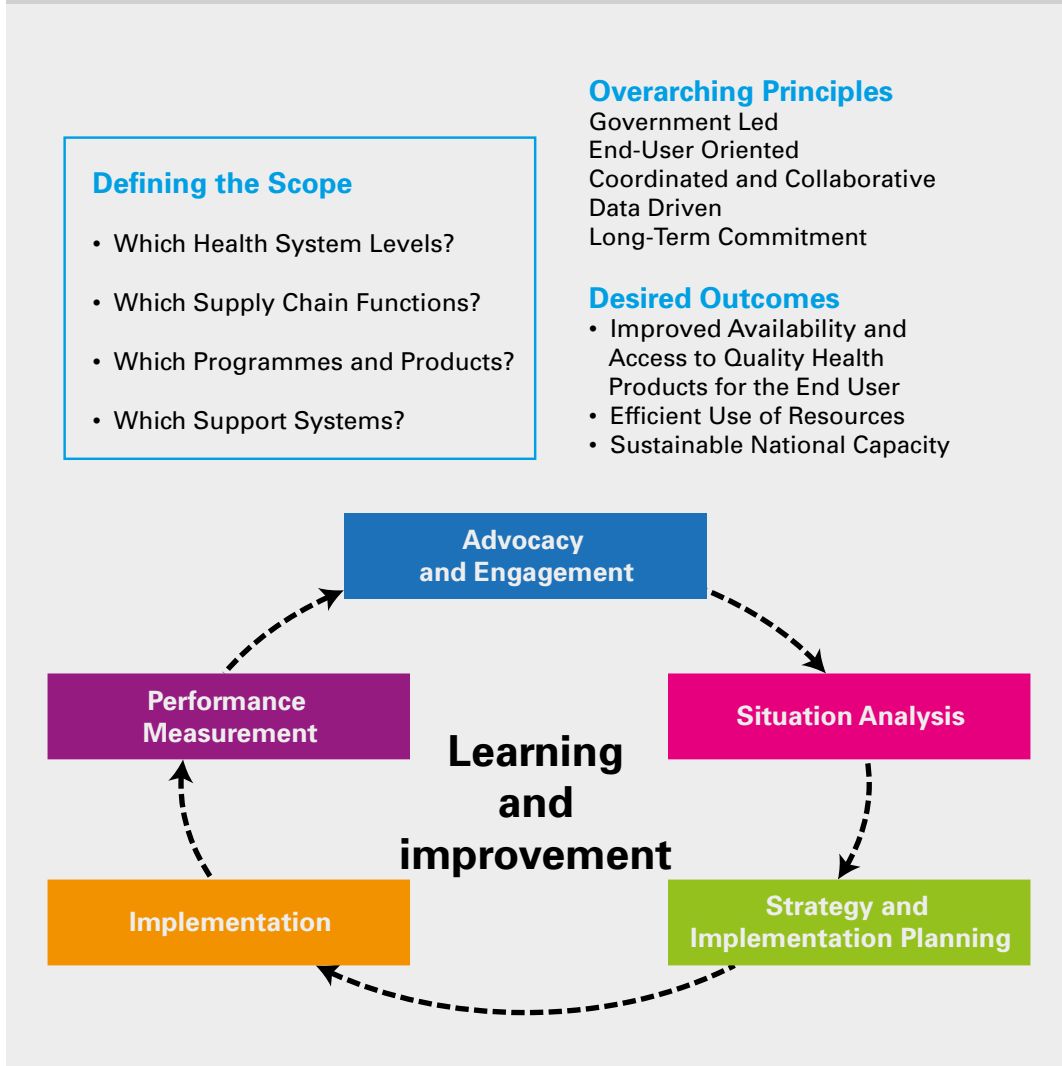 Defining the Scope
• Which Health System Levels?
• Which Supply Chain Functions?
• Which Programmes and Products?
• Which Support Systems?
Overarching Principles
Government Led
End-User Oriented
Coordinated and Collaborative
Data Driven
Long-Term Commitment
Desired Outcomes
• Improved Availability and
Access to Quality Health
Products for the End User
• Efficient Use of Resources
• Sustainable National Capacity
Advocacy
and Engagement
Situation Analysis
Strategy and
Implementation Planning
Implementation
Performance
Measurement
Learning
and
improvement